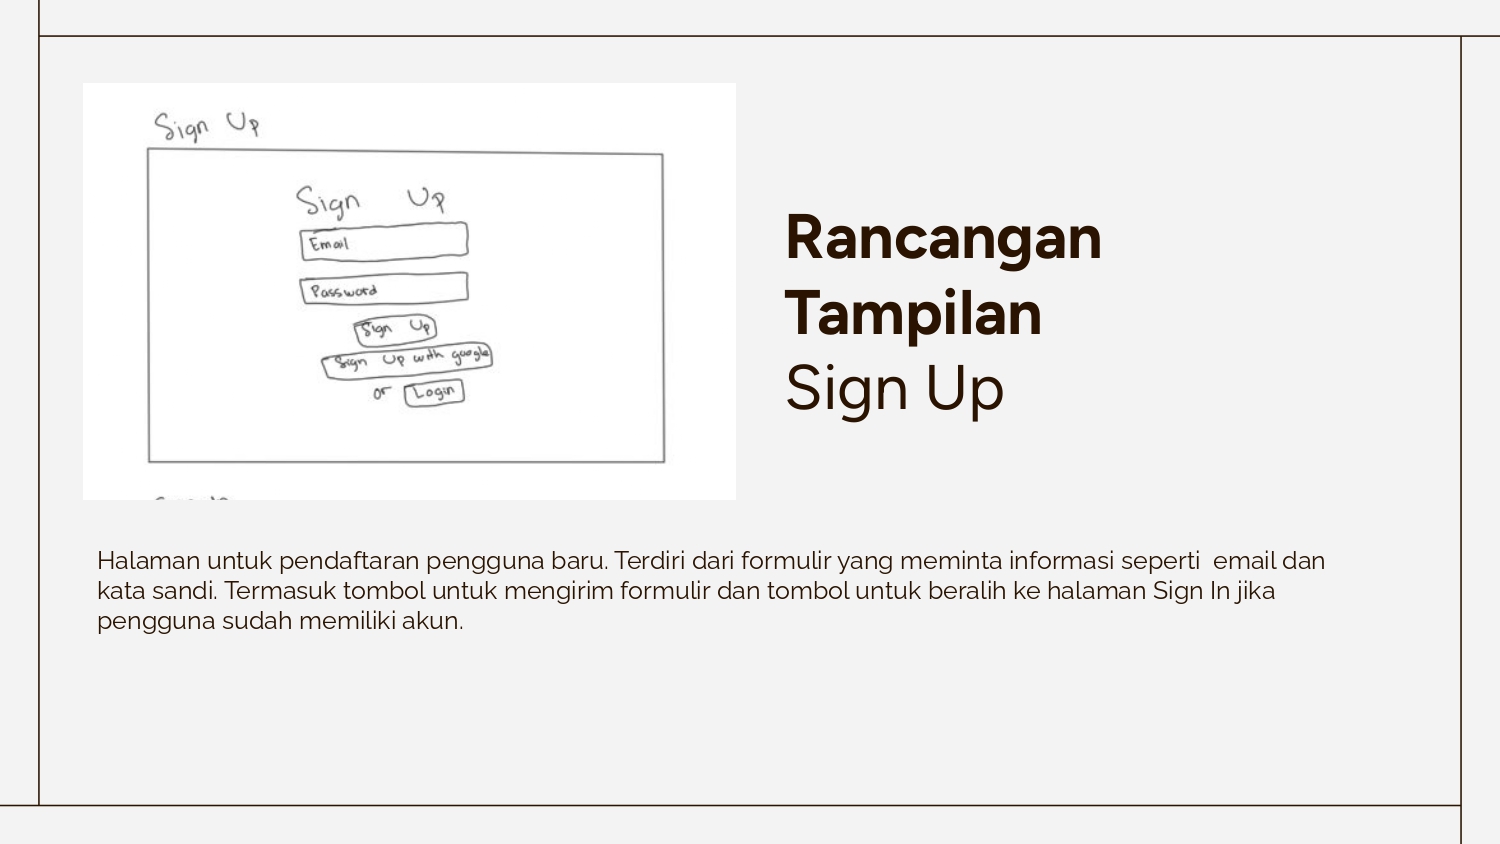 Sign Up
Sign Up
Email
Password
Sign Up
Sign Up with google
or Login
Rancangan
Tampilan
Sign Up
Halaman untuk pendaftaran pengguna baru. Terdiri dari formulir yang meminta informasi seperti  email dan
kata sandi. Termasuk tombol untuk mengirim formulir dan tombol untuk beralih ke halaman Sign In jika
pengguna sudah memiliki akun.